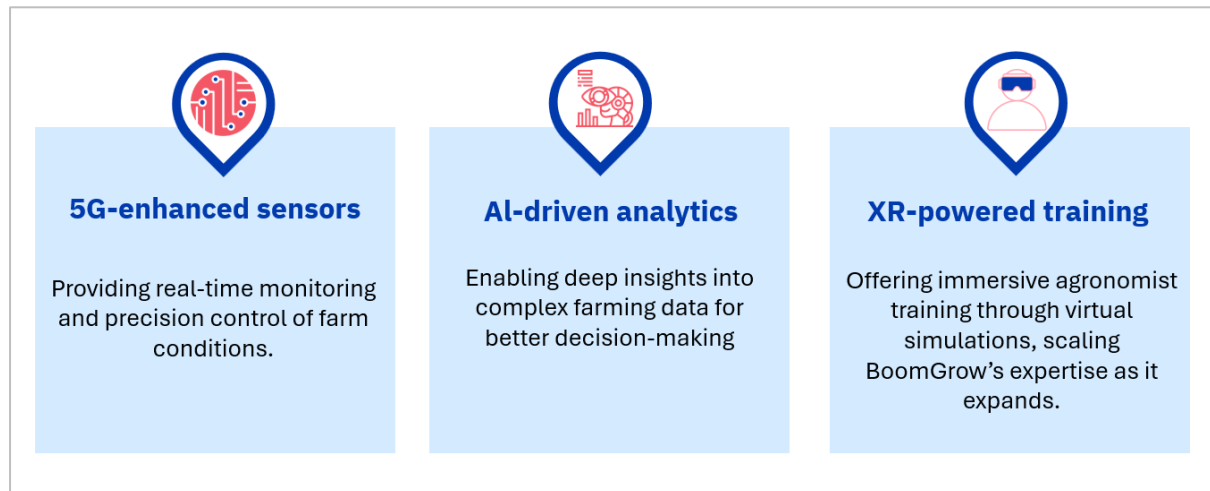 5G-enhanced sensors
Providing real-time monitoring
and precision control of farm
conditions.
AI-driven analytics
Enabling deep insights into
complex farming data for
better decision-making
XR-powered training
Offering immersive agronomist
training through virtual
simulations, scaling
BoomGrow’s expertise as it
expands.